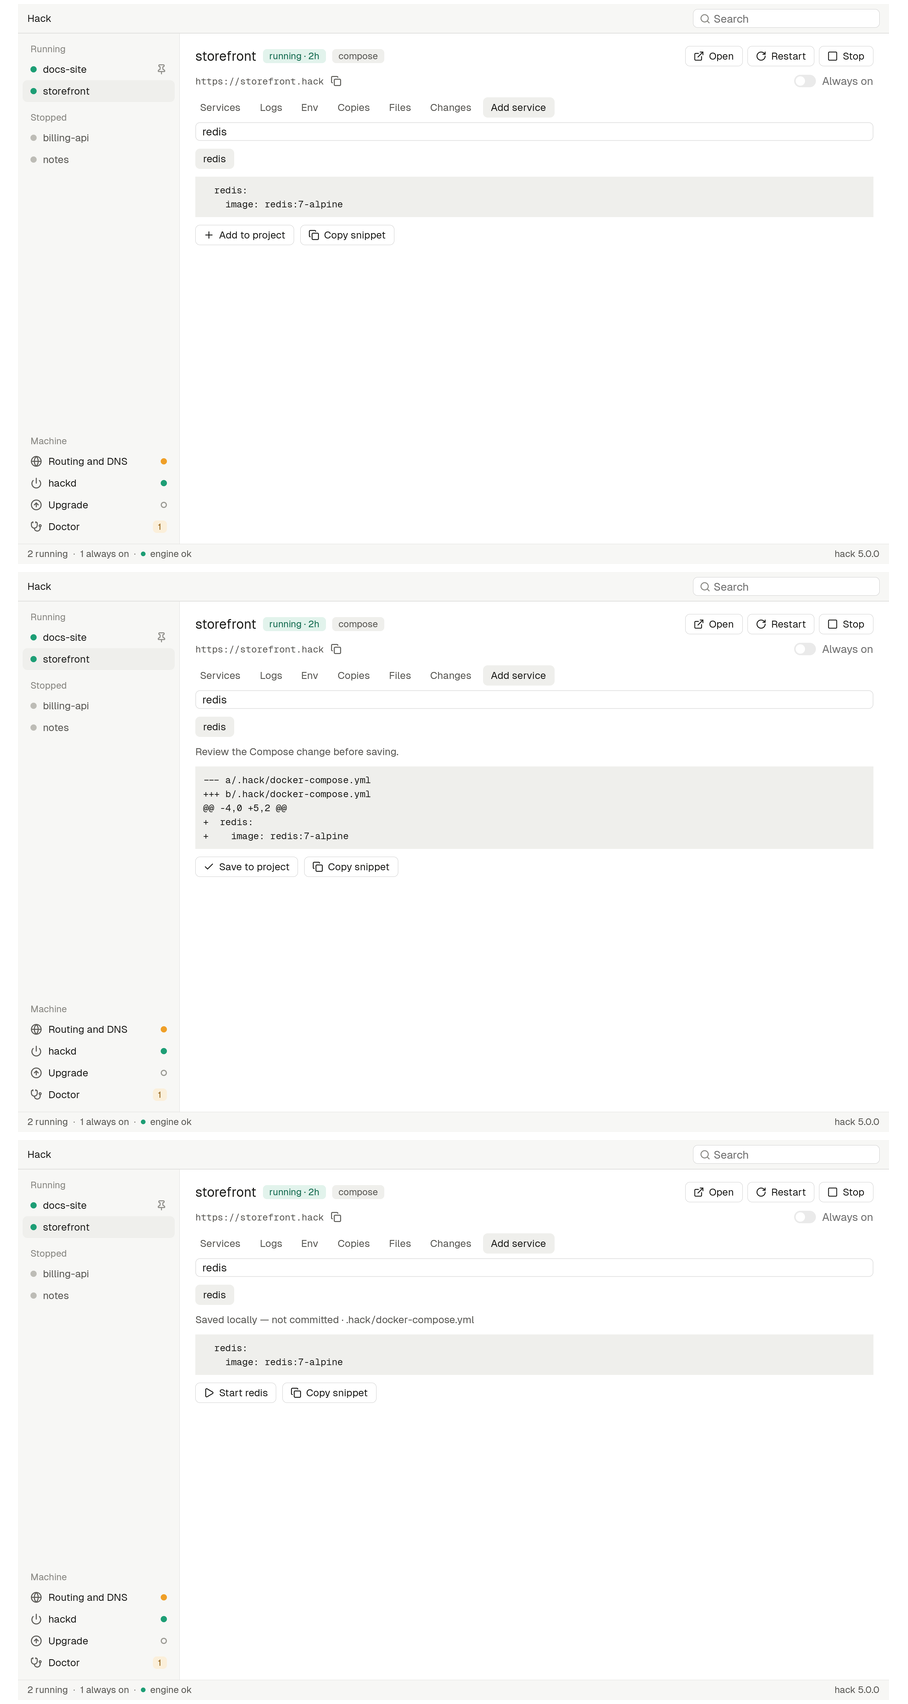 Hack
Search
Running
docs-site
storefront
Stopped
billing-api
notes
Machine
Routing and DNS
hackd
Upgrade
Doctor 1
storefront running · 2h compose
Open Restart Stop
https://storefront.hack
Always on
Services Logs Env Copies Files Changes Add service
redis
redis
  redis:
    image: redis:7-alpine
Add to project Copy snippet
2 running · 1 always on · engine ok
hack 5.0.0
Hack
Search
Running
docs-site
storefront
Stopped
billing-api
notes
Machine
Routing and DNS
hackd
Upgrade
Doctor 1
storefront running · 2h compose
Open Restart Stop
https://storefront.hack
Always on
Services Logs Env Copies Files Changes Add service
redis
redis
Review the Compose change before saving.
--- a/.hack/docker-compose.yml
+++ b/.hack/docker-compose.yml
@@ -4,0 +5,2 @@
+  redis:
+    image: redis:7-alpine
Save to project Copy snippet
2 running · 1 always on · engine ok
hack 5.0.0
Hack
Search
Running
docs-site
storefront
Stopped
billing-api
notes
Machine
Routing and DNS
hackd
Upgrade
Doctor 1
storefront running · 2h compose
Open Restart Stop
https://storefront.hack
Always on
Services Logs Env Copies Files Changes Add service
redis
redis
Saved locally — not committed · .hack/docker-compose.yml
  redis:
    image: redis:7-alpine
Start redis Copy snippet
2 running · 1 always on · engine ok
hack 5.0.0